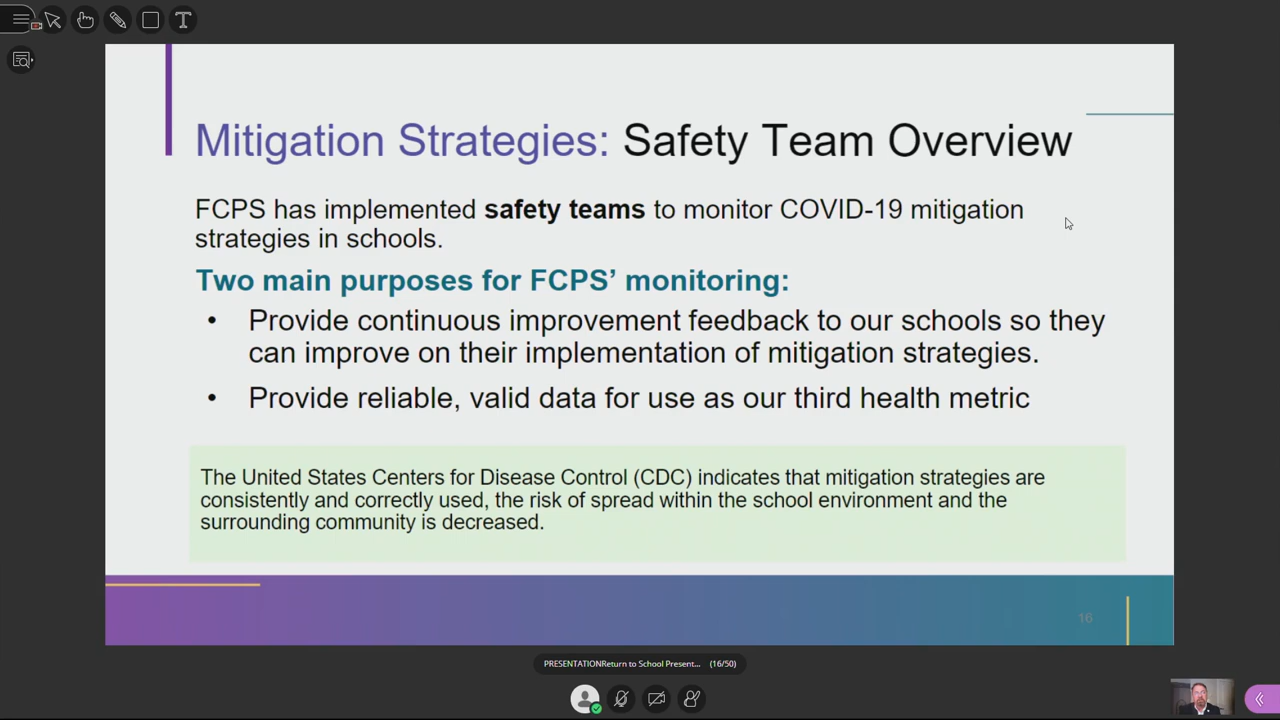 Mitigation Strategies: Safety Team Overview
FCPS has implemented safety teams to monitor COVID-19 mitigation
strategies in schools.
Two main purposes for FCPS’ monitoring:
• Provide continuous improvement feedback to our schools so they
can improve on their implementation of mitigation strategies.
• Provide reliable, valid data for use as our third health metric
The United States Centers for Disease Control (CDC) indicates that mitigation strategies are
consistently and correctly used, the risk of spread within the school environment and the
surrounding community is decreased.
16
PRESENTATIONReturn to School Present... (16/50)